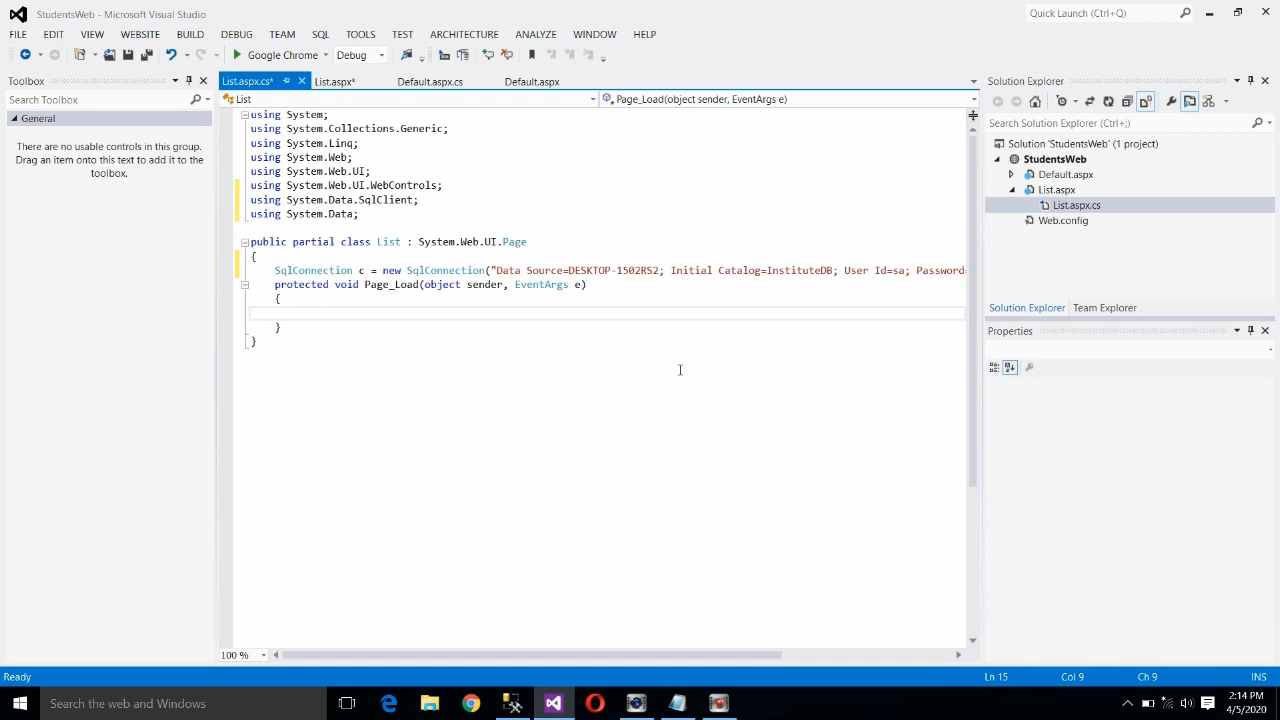 StudentsWeb - Microsoft Visual Studio
Quick Launch (Ctrl+Q)
FILE EDIT VIEW WEBSITE BUILD DEBUG TEAM SQL TOOLS TEST ARCHITECTURE ANALYZE WINDOW HELP
Google Chrome Debug
Toolbox
List.aspx.cs* List.aspx* Default.aspx.cs Default.aspx
Solution Explorer
Search Toolbox
List Page_Load(object sender, EventArgs e)
General
There are no usable controls in this group.
Drag an item onto this text to add it to the
toolbox.
using System;
using System.Collections.Generic;
using System.Linq;
using System.Web;
using System.Web.UI;
using System.Web.UI.WebControls;
using System.Data.SqlClient;
using System.Data;
public partial class List : System.Web.UI.Page
{
SqlConnection c = new SqlConnection("Data Source=DESKTOP-1502RS2; Initial Catalog=InstituteDB; User Id=sa; Password=
protected void Page_Load(object sender, EventArgs e)
{
}
}
Search Solution Explorer (Ctrl+;)
Solution 'StudentsWeb' (1 project)
StudentsWeb
Default.aspx
List.aspx
List.aspx.cs
Web.config
Solution Explorer Team Explorer
Properties
100 %
Ready Ln 15 Col 9 Ch 9 INS
Search the web and Windows
2:14 PM
4/5/2020